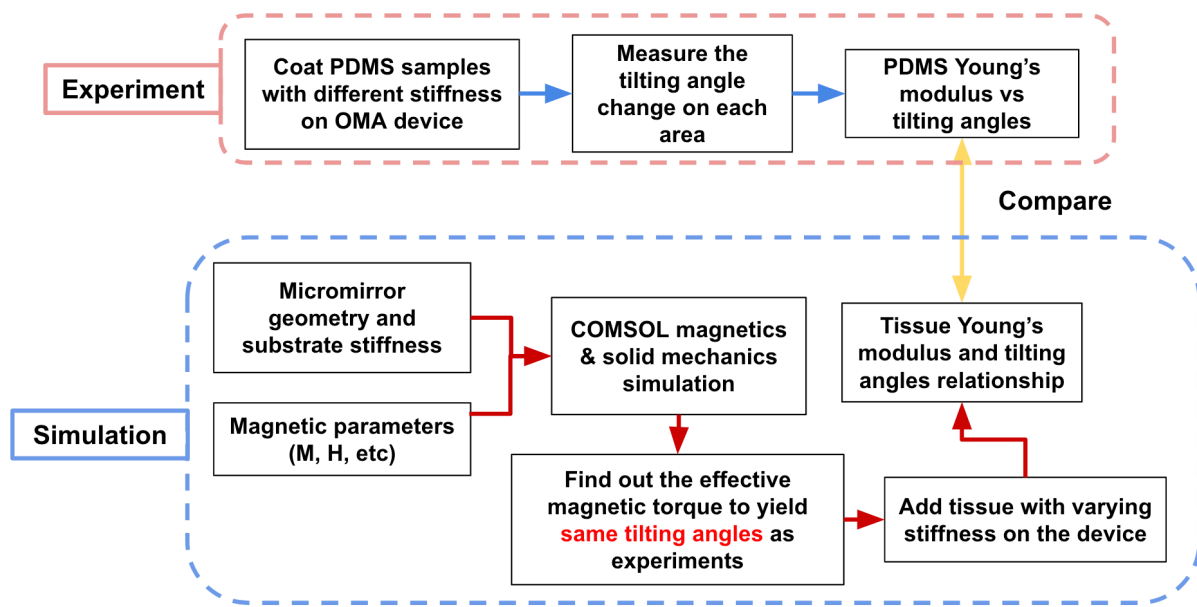 Experiment
Coat PDMS samples
with different stiffness
on OMA device
Measure the
tilting angle
change on each
area
PDMS Young's
modulus vs
tilting angles
Compare
Simulation
Micromirror
geometry and
substrate stiffness
Magnetic parameters
(M, H, etc)
COMSOL magnetics
& solid mechanics
simulation
Find out the effective
magnetic torque to yield
same tilting angles as
experiments
Add tissue with varying
stiffness on the device
Tissue Young's
modulus and tilting
angles relationship